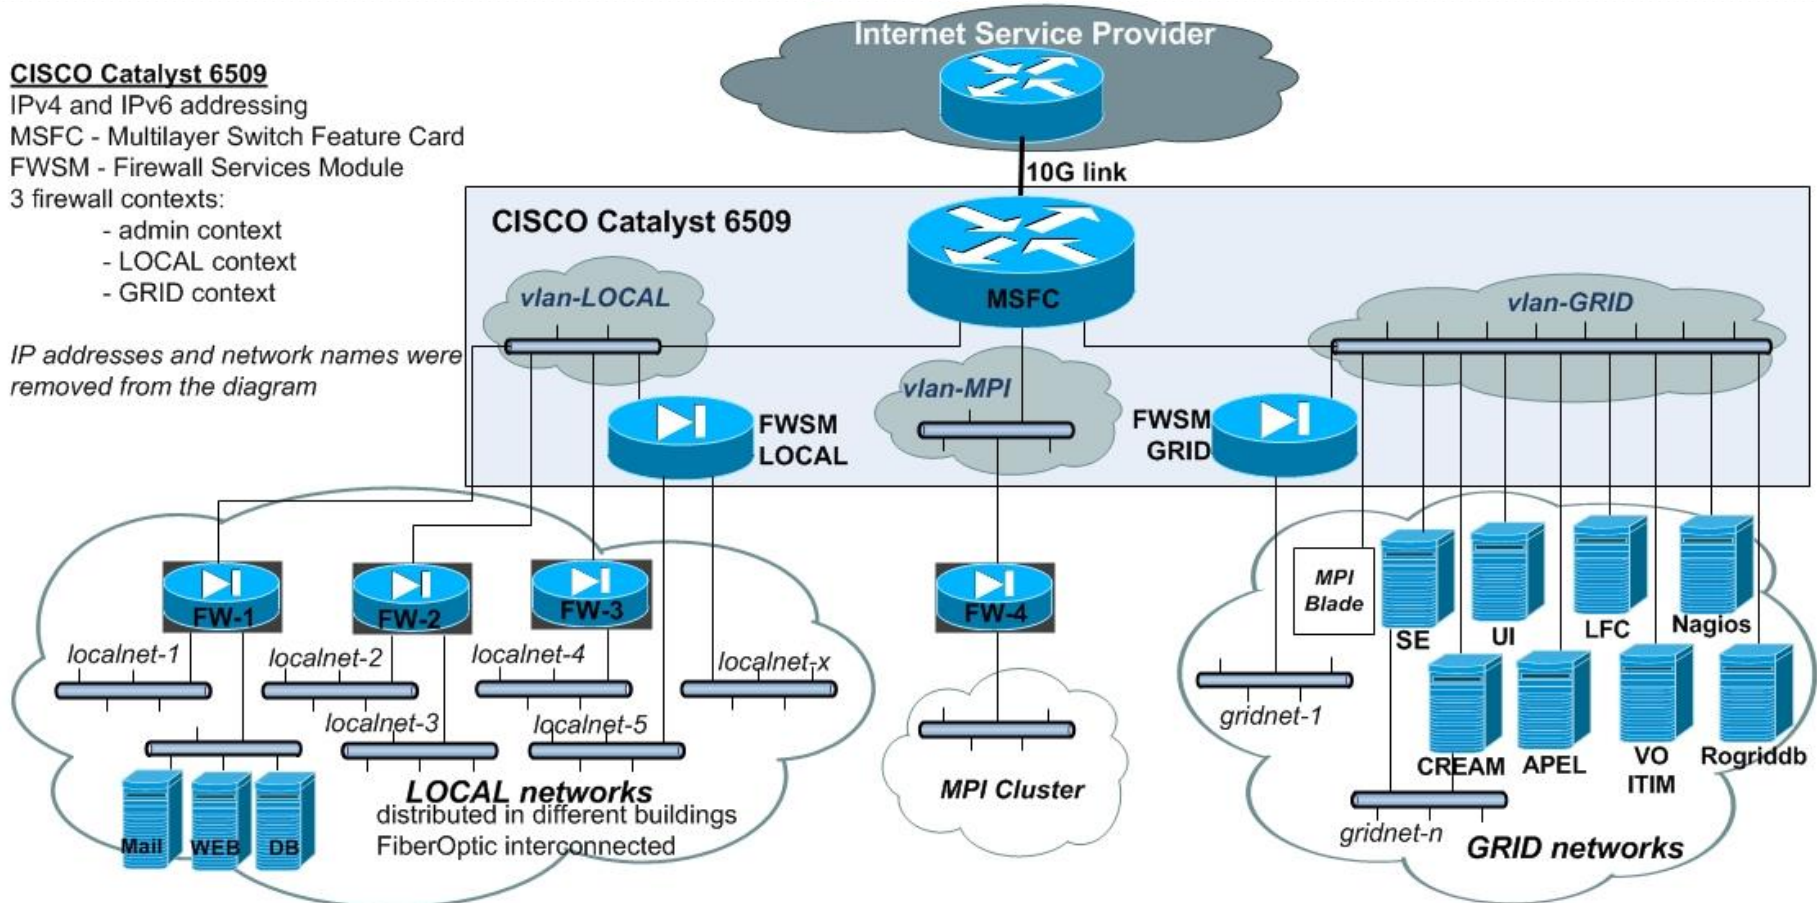 Internet Service Provider
CISCO Catalyst 6509
IPv4 and IPv6 addressing
MSFC - Multilayer Switch Feature Card
FWSM - Firewall Services Module
3 firewall contexts:
- admin context
- LOCAL context
- GRID context
IP addresses and network names were
removed from the diagram
10G link
CISCO Catalyst 6509
MSFC
vlan-LOCAL
vlan-MPI
vlan-GRID
FWSM
LOCAL
FWSM
GRID
FW-1
FW-2
FW-3
FW-4
localnet-1
localnet-2
localnet-4
localnet-x
localnet-3
localnet-5
Mail
WEB
DB
LOCAL networks
distributed in different buildings
FiberOptic interconnected
MPI Cluster
MPI
Blade
SE
UI
LFC
Nagios
gridnet-1
CREAM
APEL
VO
ITIM
Rogriddb
gridnet-n
GRID networks